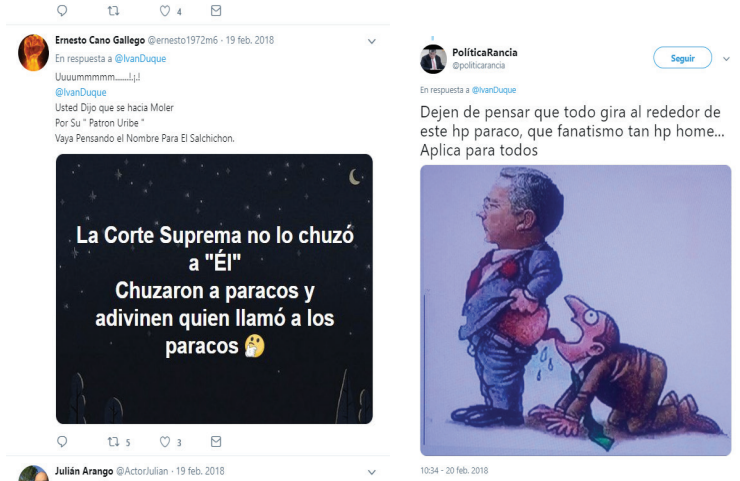 4
Ernesto Cano Gallego @ernesto1972m6 · 19 feb. 2018
En respuesta a @IvanDuque
Uuuummmmm.......!.¡.!
@IvanDuque
Usted Dijo que se hacia Moler
Por Su " Patron Uribe "
Vaya Pensando el Nombre Para El Salchichon.
La Corte Suprema no lo chuzó
a "Él"
Chuzaron a paracos y
adivinen quien llamó a los
paracos
5 3
Julián Arango @ActorJulian · 19 feb. 2018
PolíticaRancia
@politicarancia
Seguir
En respuesta a @IvanDuque
Dejen de pensar que todo gira al rededor de
este hp paraco, que fanatismo tan hp home...
Aplica para todos
10:34 - 20 feb. 2018